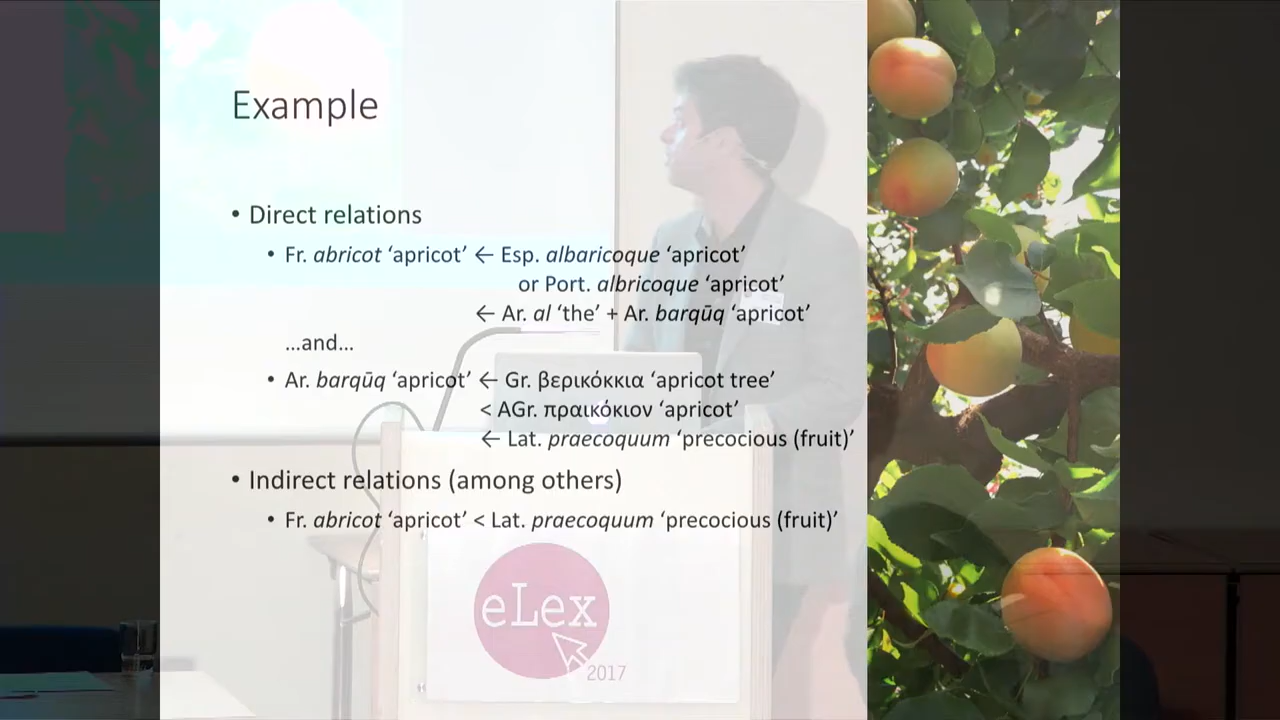 Example
• Direct relations
• Fr. abricot ‘apricot’ ← Esp. albaricoque ‘apricot’
or Port. albricoque ‘apricot’
← Ar. al ‘the’ + Ar. barqūq ‘apricot’
...and...
• Ar. barqūq ‘apricot’ ← Gr. βερικόκκια ‘apricot tree’
< AGr. πραικόκιον ‘apricot’
← Lat. praecoquum ‘precocious (fruit)’
• Indirect relations (among others)
• Fr. abricot ‘apricot’ < Lat. praecoquum ‘precocious (fruit)’
eLex
2017